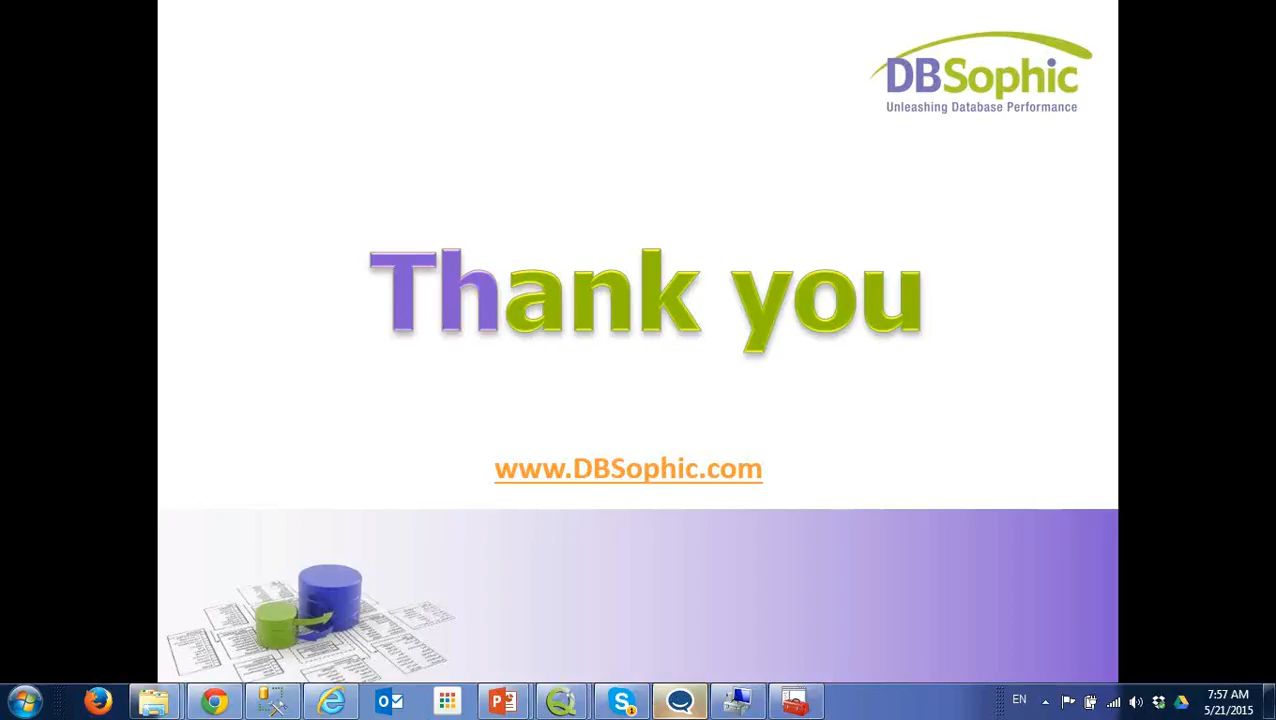 DBSophic
Unleashing Database Performance
Thank you
www.DBSophic.com
EN
7:57 AM
5/21/2015